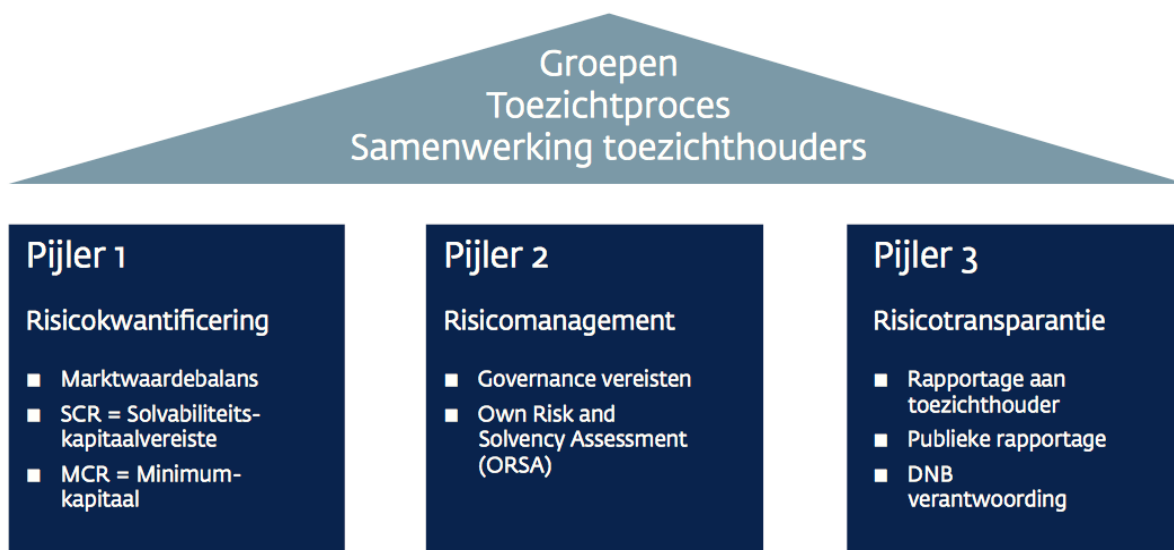 Groepen
Toezichtproces
Samenwerking toezichthouders
Pijler 1
Risicokwantificering
■ Marktwaardebalans
■ SCR = Solvabiliteits-
kapitaalvereiste
■ MCR = Minimum-
kapitaal
Pijler 2
Risicomanagement
■ Governance vereisten
■ Own Risk and
Solvency Assessment
(ORSA)
Pijler 3
Risicotransparantie
■ Rapportage aan
toezichthouder
■ Publieke rapportage
■ DNB
verantwoording